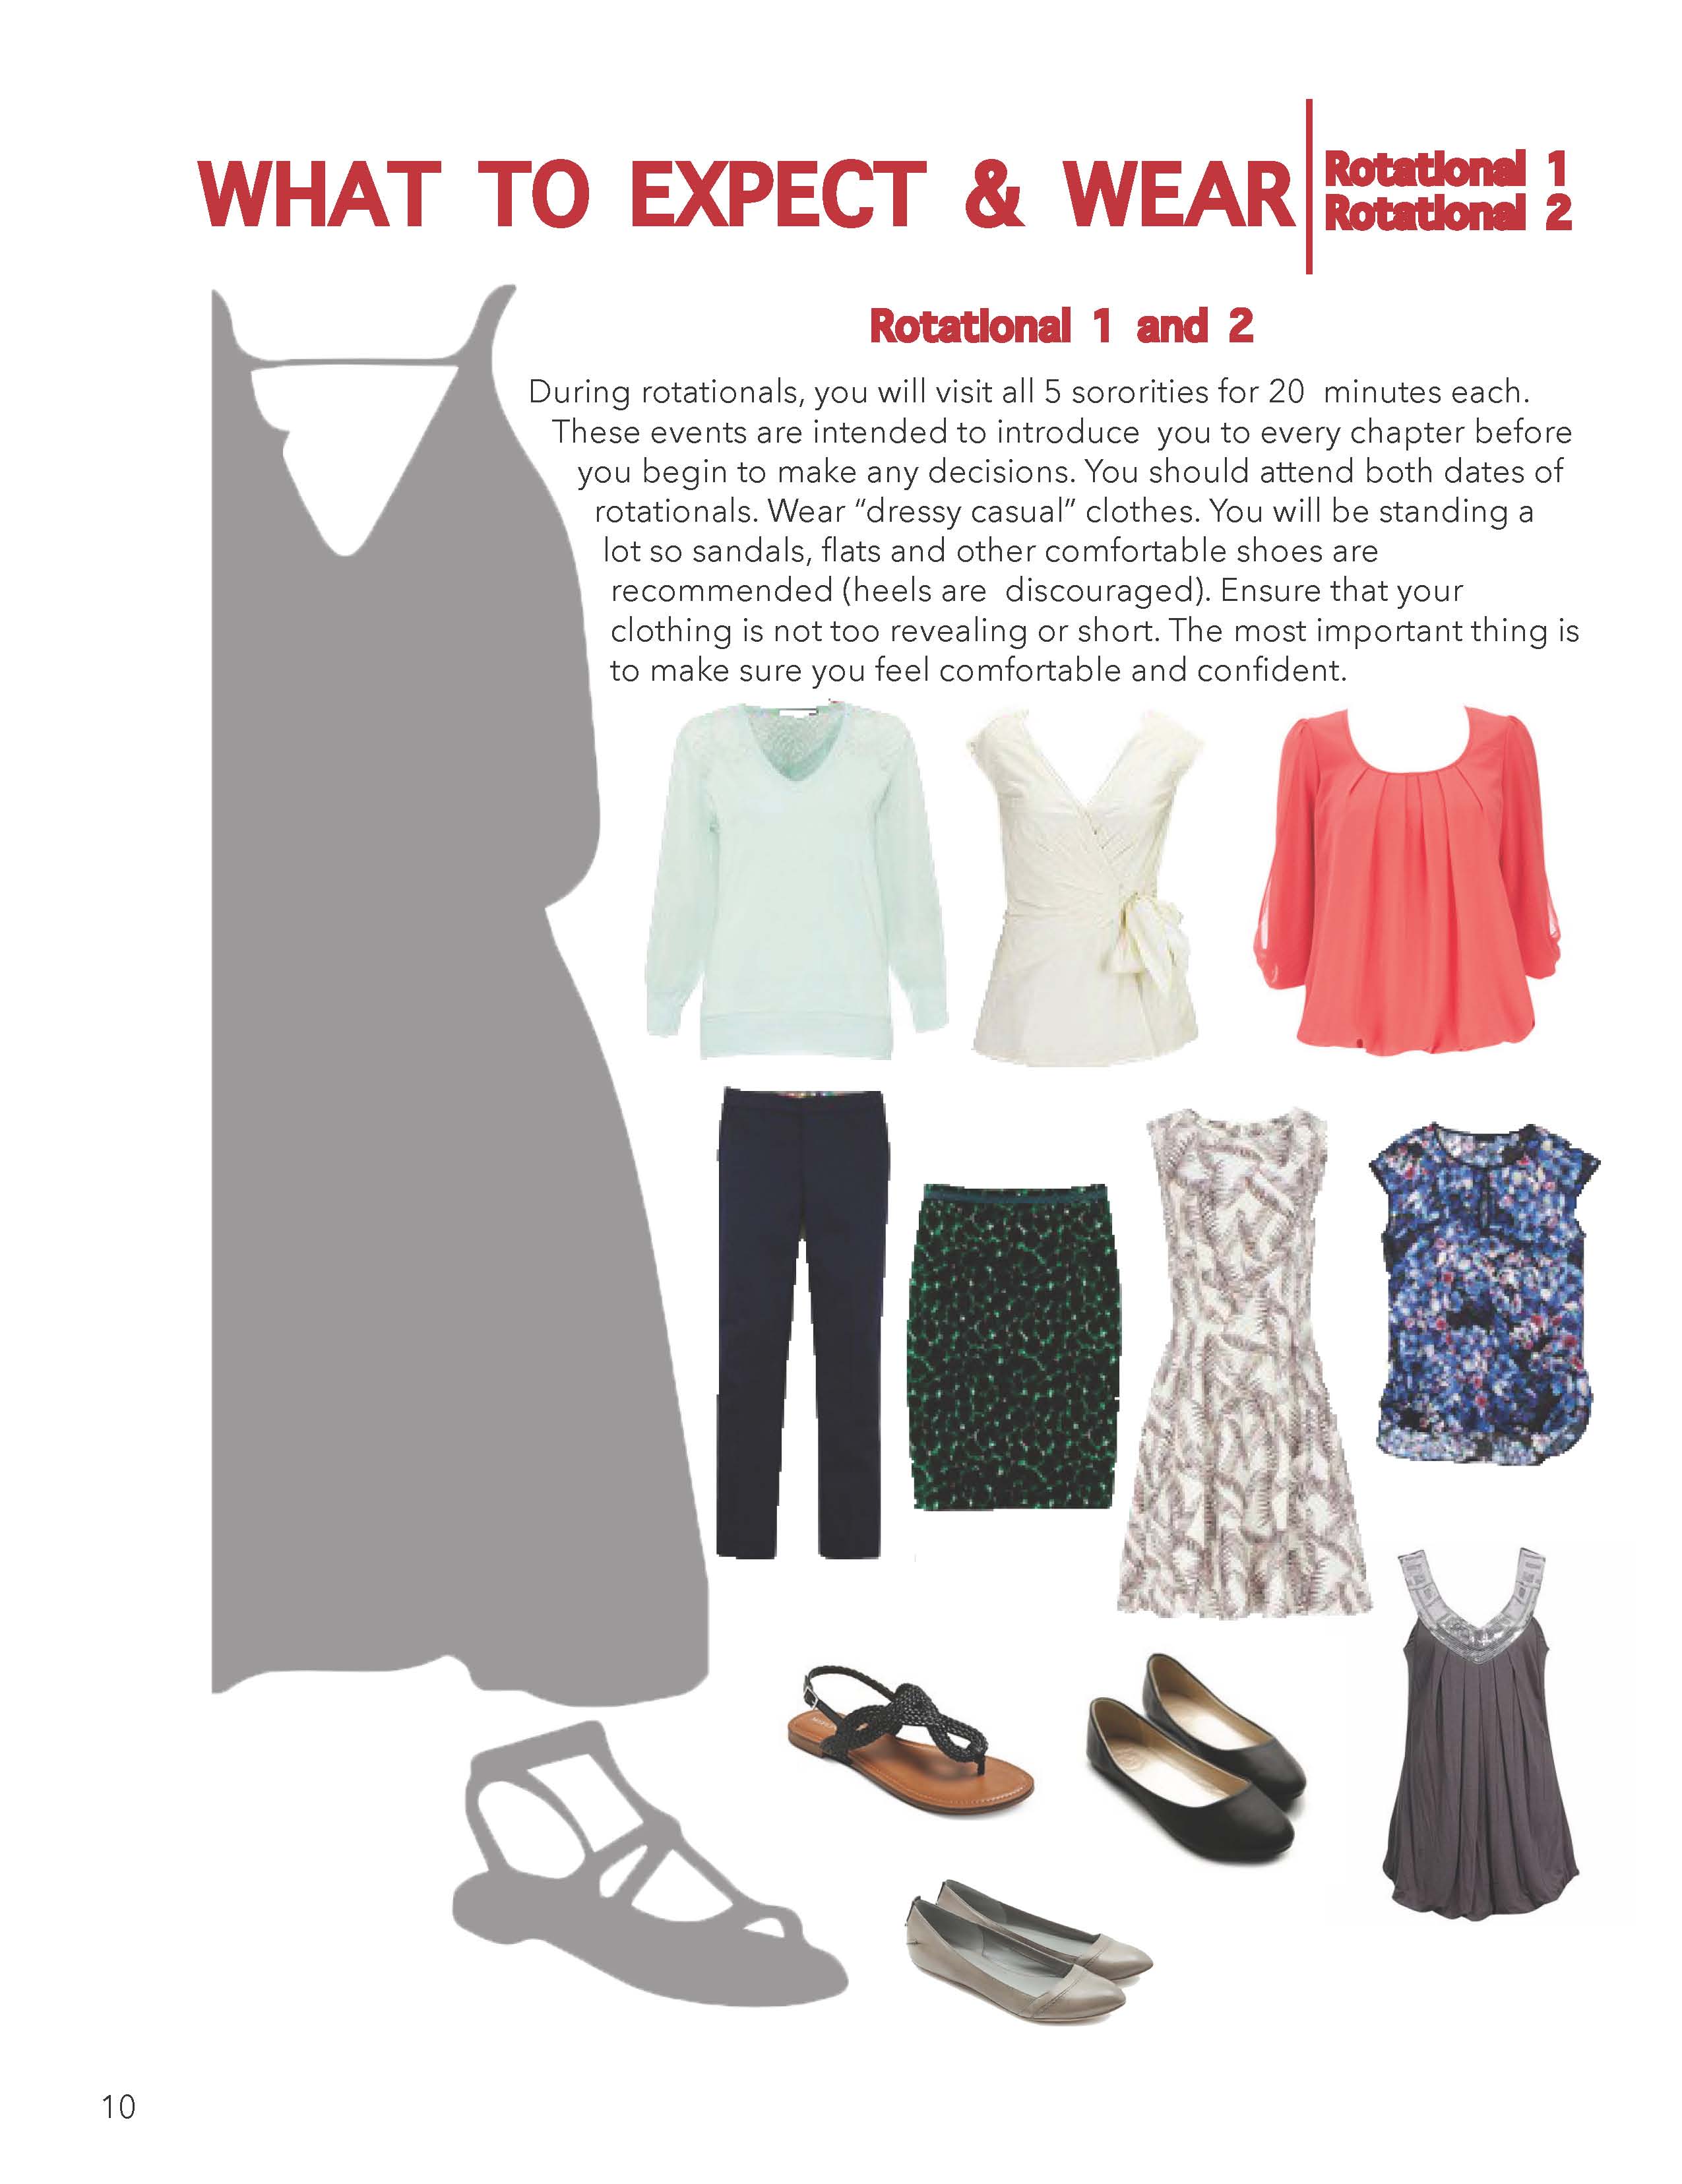 WHAT TO EXPECT & WEAR
Rotational 1
Rotational 2
Rotational 1 and 2
During rotationals, you will visit all 5 sororities for 20 minutes each.
These events are intended to introduce you to every chapter before
you begin to make any decisions. You should attend both dates of
rotationals. Wear “dressy casual” clothes. You will be standing a
lot so sandals, flats and other comfortable shoes are
recommended (heels are discouraged). Ensure that your
clothing is not too revealing or short. The most important thing is
to make sure you feel comfortable and confident.
10